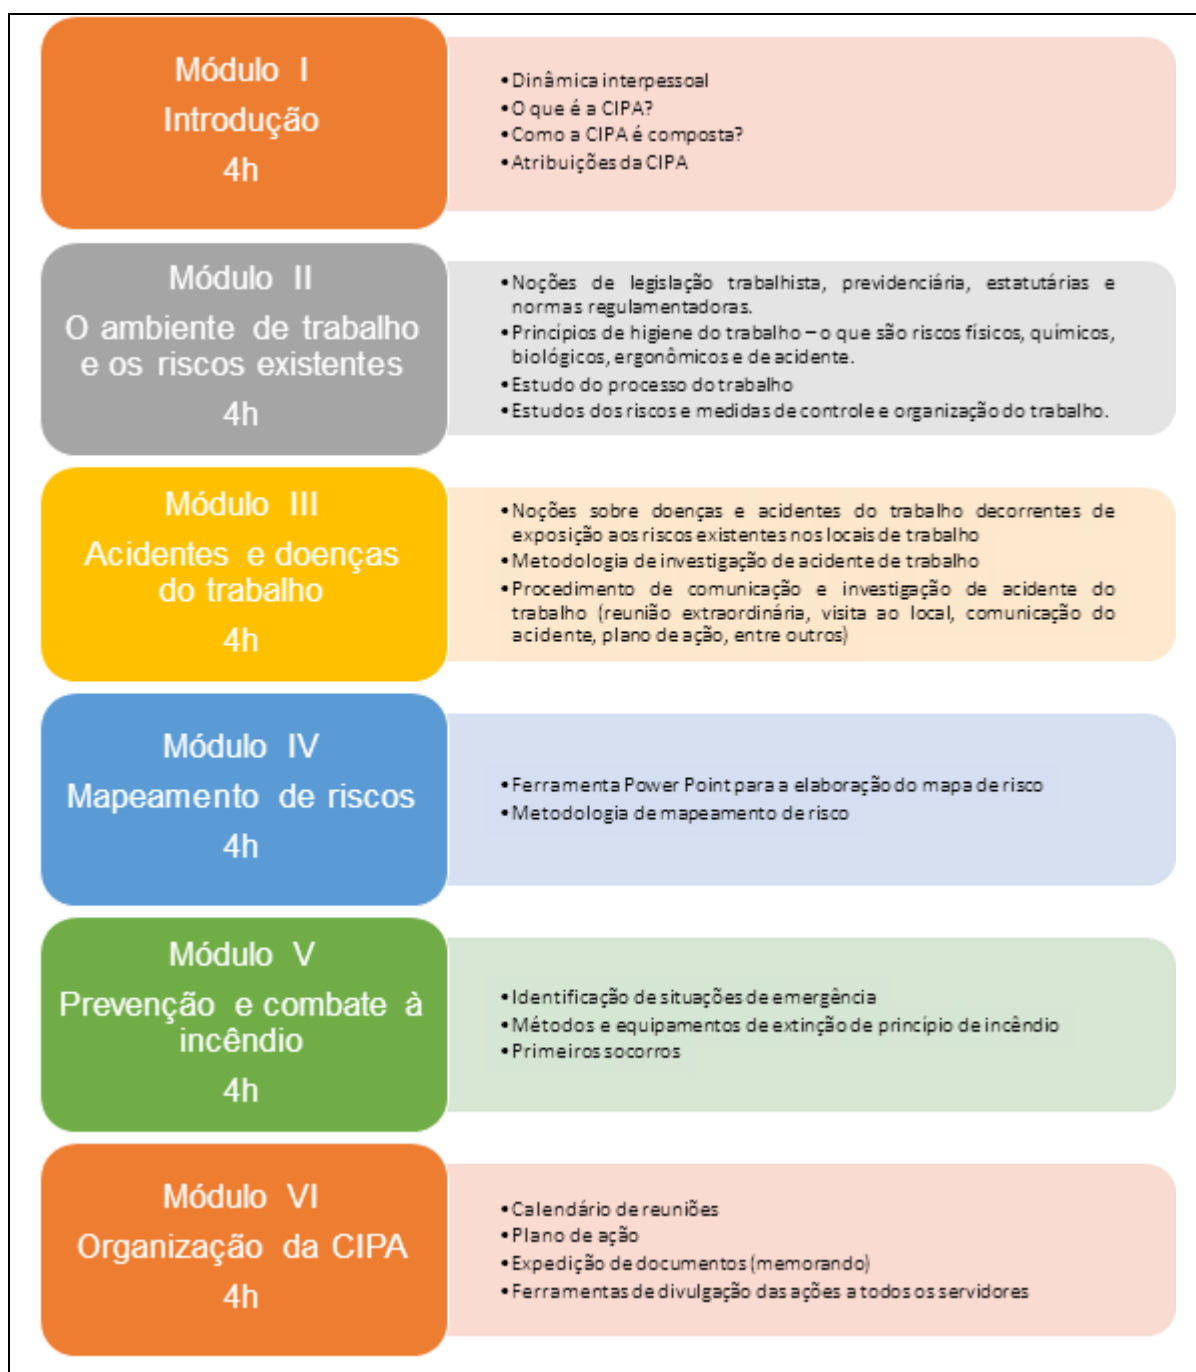 Módulo I
Introdução
4h
• Dinâmica interpessoal
• O que é a CIPA?
• Como a CIPA é composta?
• Atribuições da CIPA
Módulo II
O ambiente de trabalho
e os riscos existentes
4h
• Noções de legislação trabalhista, previdenciária, estatutárias e
normas regulamentadoras.
• Princípios de higiene do trabalho – o que são riscos físicos, químicos,
biológicos, ergonômicos e de acidente.
• Estudo do processo do trabalho
• Estudos dos riscos e medidas de controle e organização do trabalho.
Módulo III
Acidentes e doenças
do trabalho
4h
• Noções sobre doenças e acidentes do trabalho decorrentes de
exposição aos riscos existentes nos locais de trabalho
• Metodologia de investigação de acidente de trabalho
• Procedimento de comunicação e investigação de acidente do
trabalho (reunião extraordinária, visita ao local, comunicação do
acidente, plano de ação, entre outros)
Módulo IV
Mapeamento de riscos
4h
• Ferramenta Power Point para a elaboração do mapa de risco
• Metodologia de mapeamento de risco
Módulo V
Prevenção e combate à
incêndio
4h
• Identificação de situações de emergência
• Métodos e equipamentos de extinção de princípio de incêndio
• Primeiros socorros
Módulo VI
Organização da CIPA
4h
• Calendário de reuniões
• Plano de ação
• Expedição de documentos (memorando)
• Ferramentas de divulgação das ações a todos os servidores